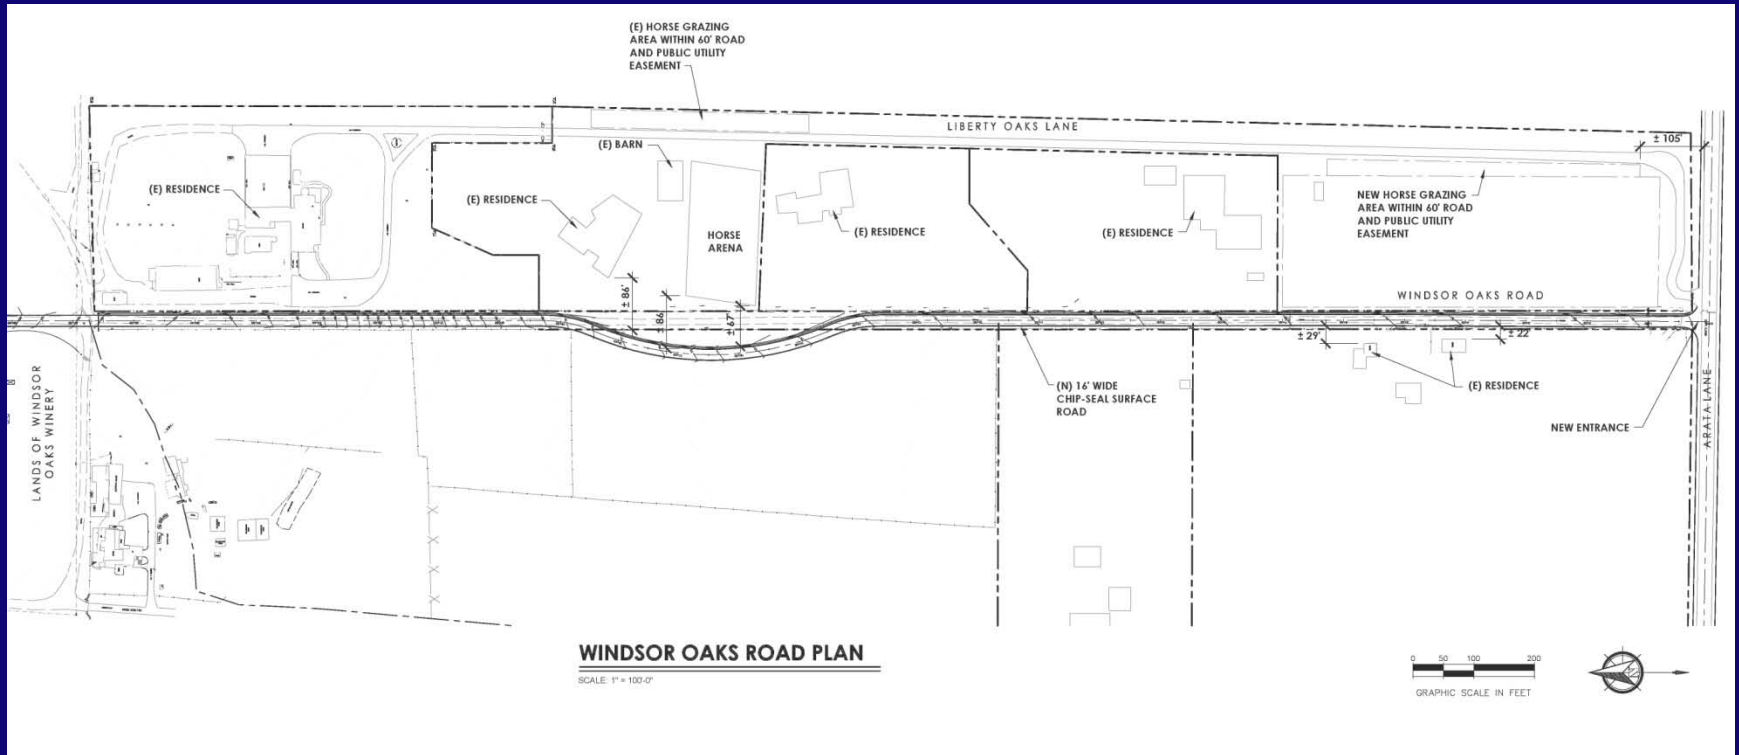 (E) HORSE GRAZING
AREA WITHIN 60' ROAD
AND PUBLIC UTILITY
EASEMENT
LIBERTY OAKS LANE
± 105'
(E) BARN
(E) RESIDENCE
(E) RESIDENCE
HORSE
ARENA
(E) RESIDENCE
(E) RESIDENCE
NEW HORSE GRAZING
AREA WITHIN 60' ROAD
AND PUBLIC UTILITY
EASEMENT
WINDSOR OAKS ROAD
± 86'
± 86'
± 67'
± 29'
± 22'
(E) RESIDENCE
(N) 16' WIDE
CHIP-SEAL SURFACE
ROAD
NEW ENTRANCE
ARATA LANE
LANDS OF WINDSOR
OAKS WINERY
WINDSOR OAKS ROAD PLAN
SCALE: 1" = 100'-0"
0 50 100 200
GRAPHIC SCALE IN FEET